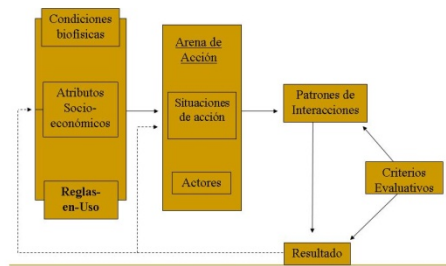 Condiciones
biofísicas
Atributos
Socio-
económicos
Reglas-
en-Uso
Arena de
Acción
Situaciones
de acción
Actores
Patrones de
Interacciones
Criterios
Evaluativos
Resultado